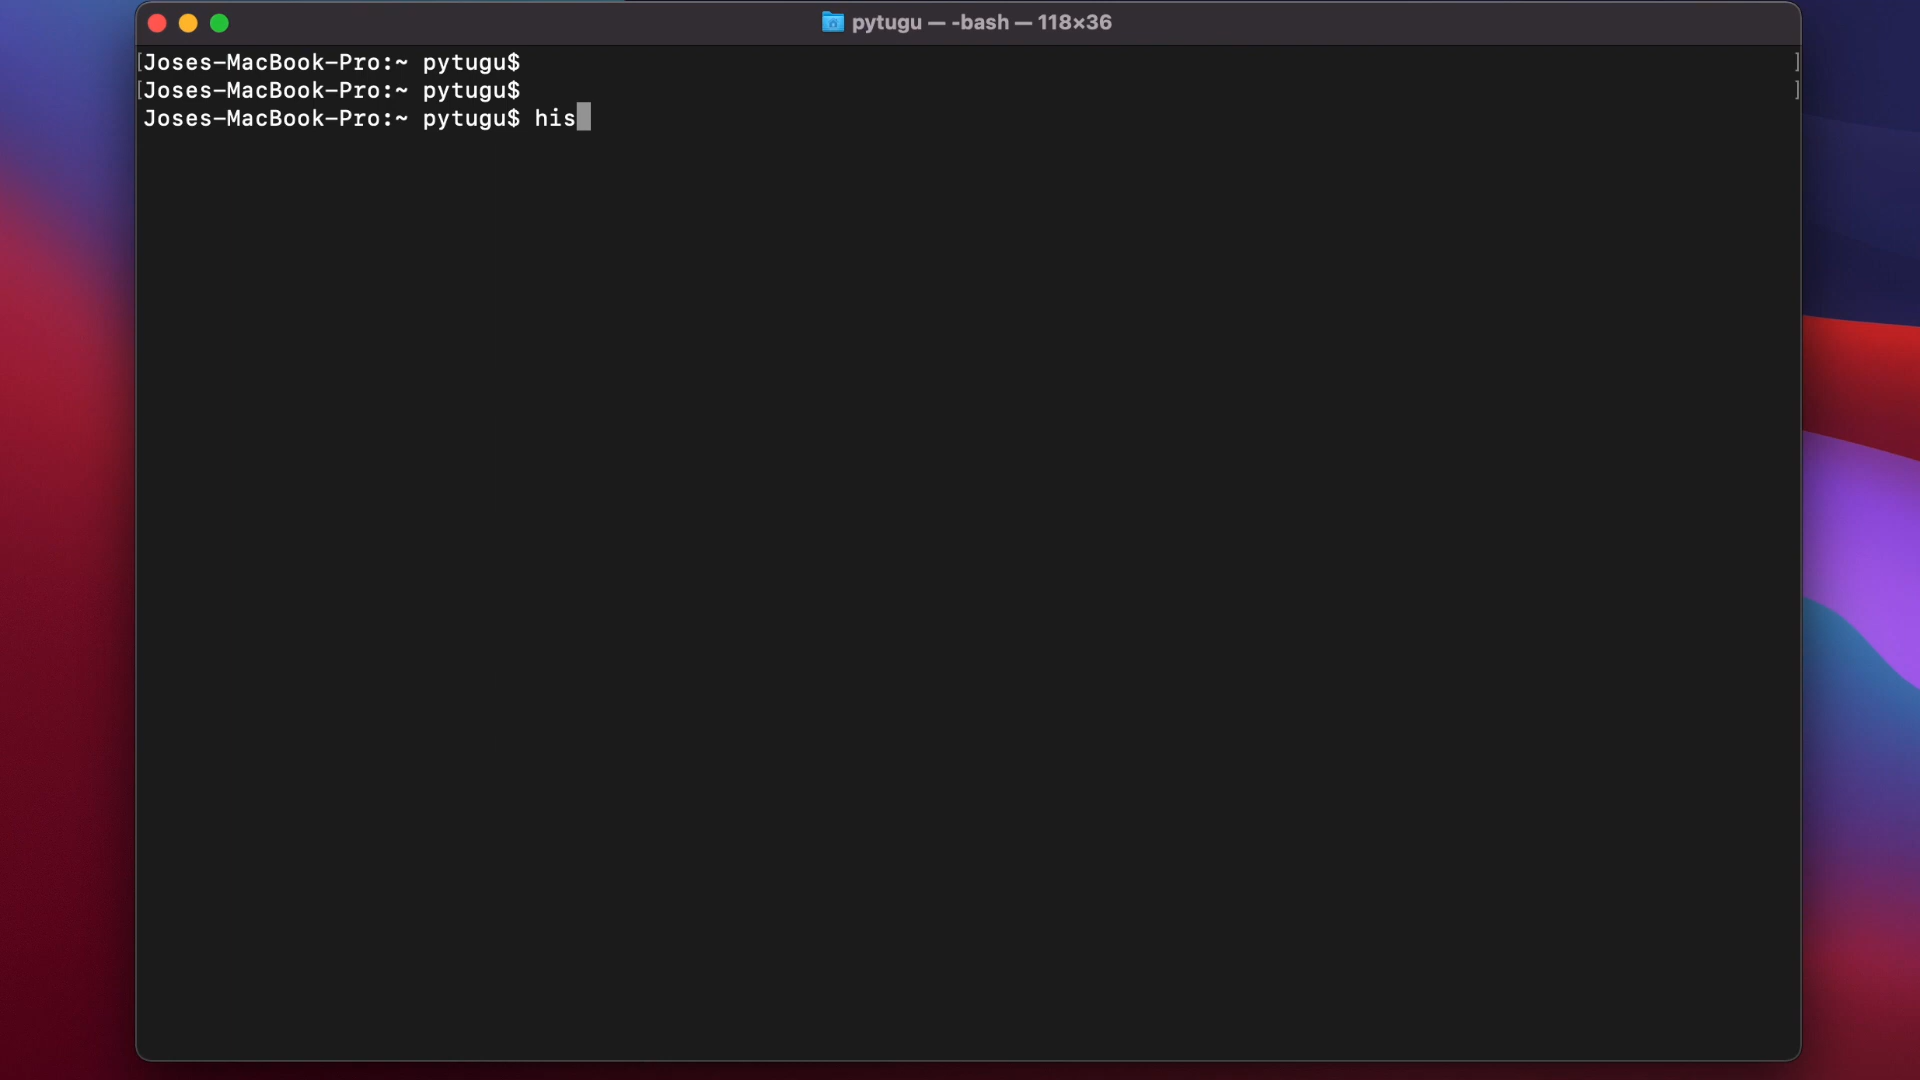 pytugu — -bash — 118×36
[Joses-MacBook-Pro:~ pytugu$ ]
[Joses-MacBook-Pro:~ pytugu$ ]
Joses-MacBook-Pro:~ pytugu$ his